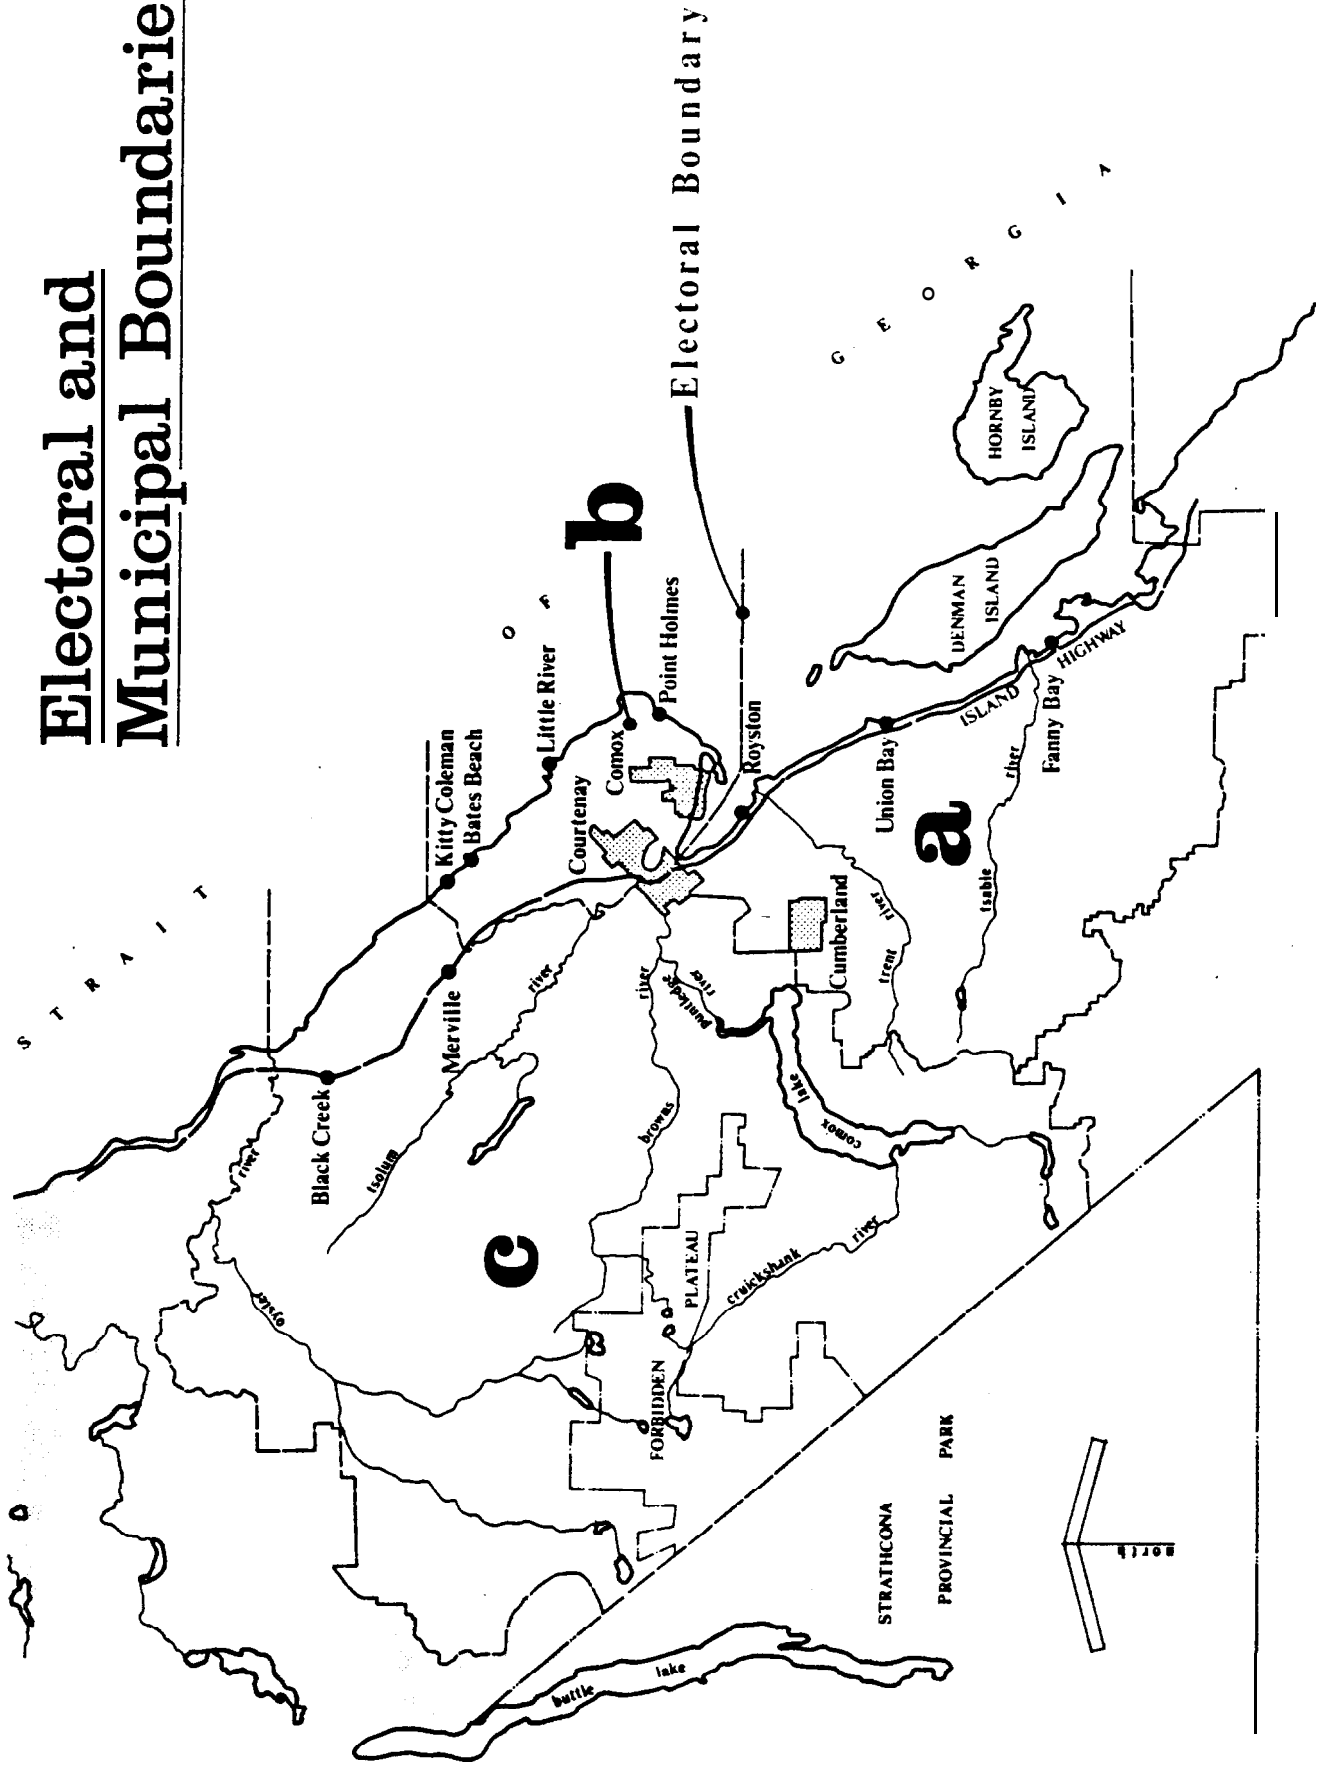 Electoral and
Municipal Boundarie
STRAIT
OF
GEORGIA
Electoral Boundary
b
a
c
Kitty Coleman
Bates Beach
Little River
Point Holmes
Comox
Courtenay
Royston
Union Bay
Fanny Bay
ISLAND HIGHWAY
DENMAN
ISLAND
HORNBY
ISLAND
Cumberland
Merville
Black Creek
tsolum
river
oyster
river
browns
river
puntledge
river
trent
river
tsable
river
comox
lake
cruickshank
river
FORBIDDEN
PLATEAU
buttle
lake
STRATHCONA
PROVINCIAL PARK
north